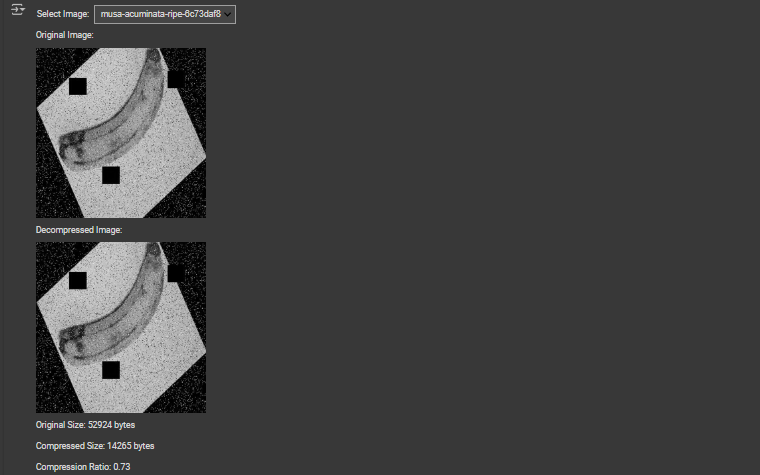 Select Image: musa-acuminata-ripe-6c73daf8
Original Image:
Decompressed Image:
Original Size: 52924 bytes
Compressed Size: 14265 bytes
Compression Ratio: 0.73